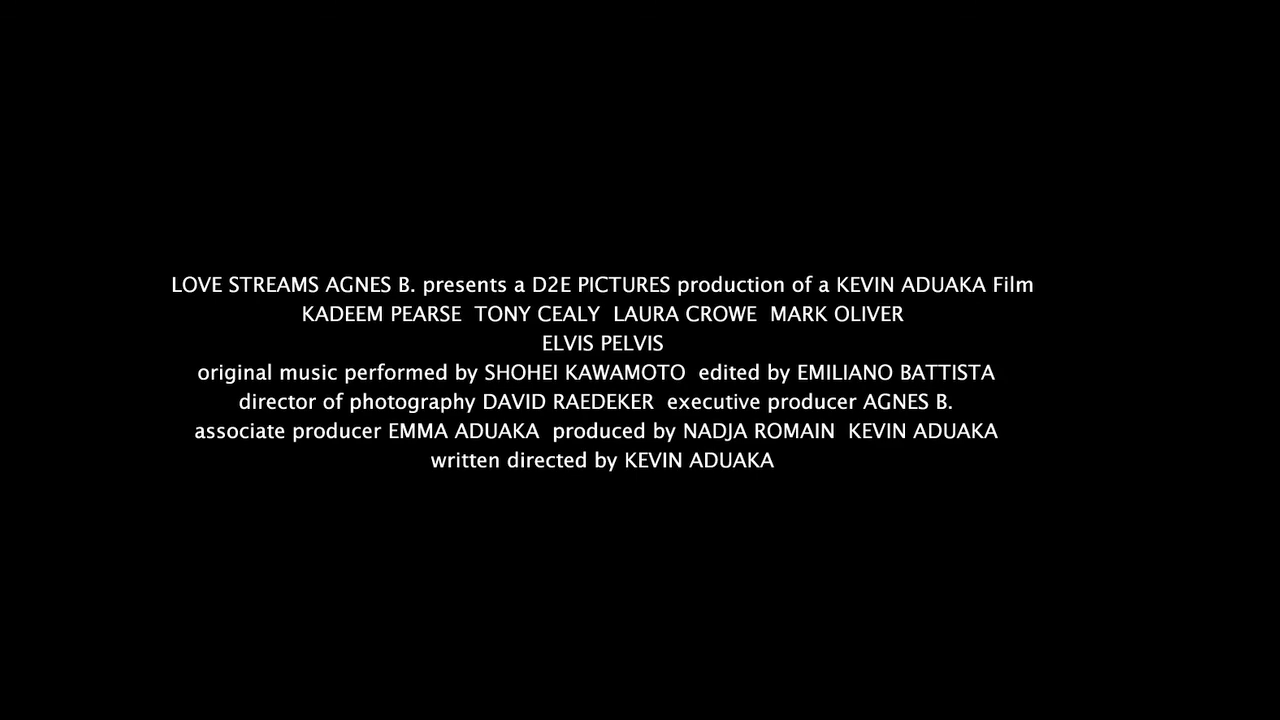 LOVE STREAMS AGNES B. presents a D2E PICTURES production of a KEVIN ADUAKA Film
KADEEM PEARSE  TONY CEALY  LAURA CROWE  MARK OLIVER
ELVIS PELVIS
original music performed by SHOHEI KAWAMOTO  edited by EMILIANO BATTISTA
director of photography DAVID RAEDEKER  executive producer AGNES B.
associate producer EMMA ADUAKA  produced by NADJA ROMAIN  KEVIN ADUAKA
written directed by KEVIN ADUAKA